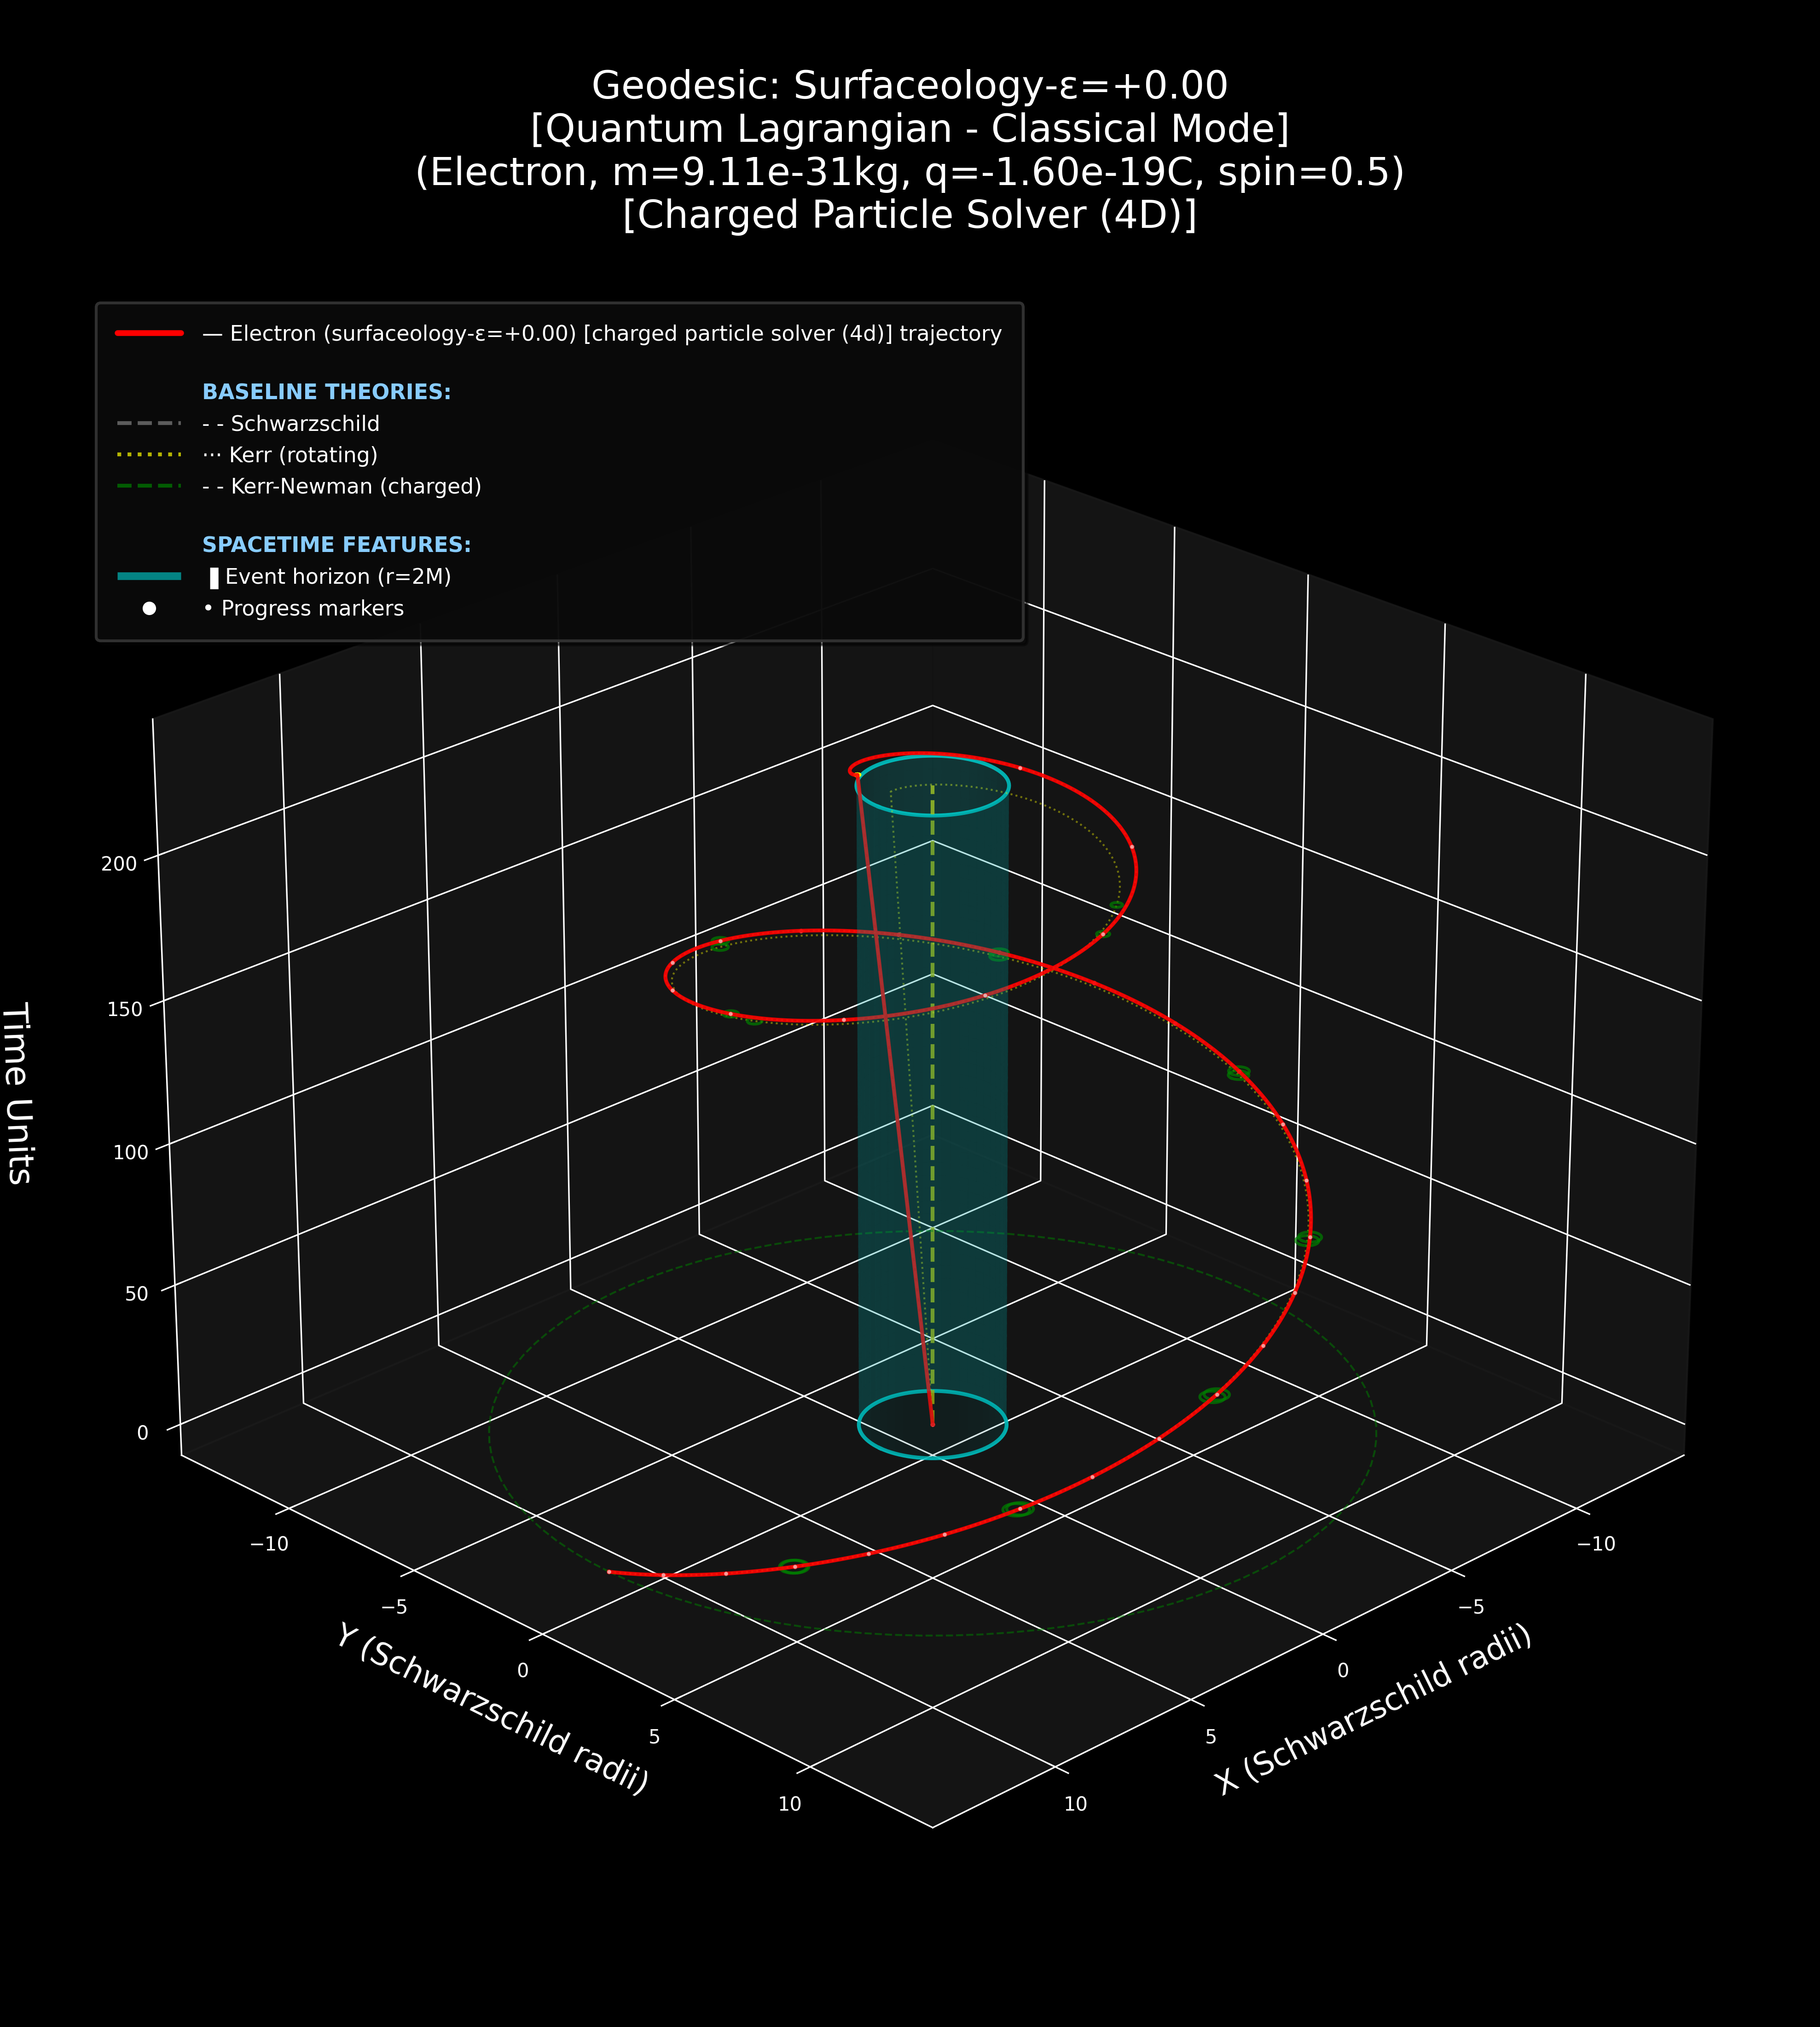 Geodesic: Surfaceology-ε=+0.00
[Quantum Lagrangian - Classical Mode]
(Electron, m=9.11e-31kg, q=-1.60e-19C, spin=0.5)
[Charged Particle Solver (4D)]
— Electron (surfaceology-ε=+0.00) [charged particle solver (4d)] trajectory
BASELINE THEORIES:
- - Schwarzschild
··· Kerr (rotating)
- - Kerr-Newman (charged)
SPACETIME FEATURES:
▐ Event horizon (r=2M)
• Progress markers
200
150
100
50
0
Time Units
−10
−5
0
5
10
Y (Schwarzschild radii)
−10
−5
0
5
10
X (Schwarzschild radii)